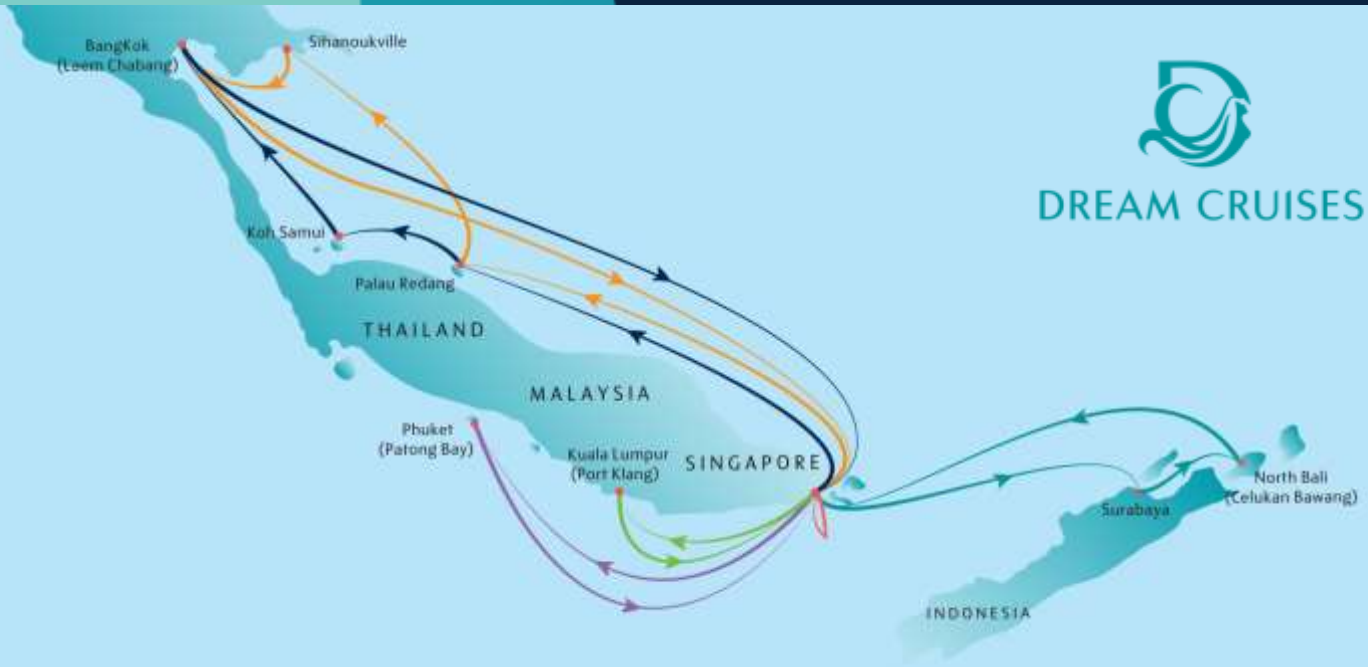 BangKok
(Laem Chabang)
Sihanoukville
DREAM CRUISES
Koh Samui
Palau Redang
THAILAND
MALAYSIA
Phuket
(Patong Bay)
Kuala Lumpur
(Port Klang)
SINGAPORE
North Bali
(Celukan Bawang)
Surabaya
INDONESIA